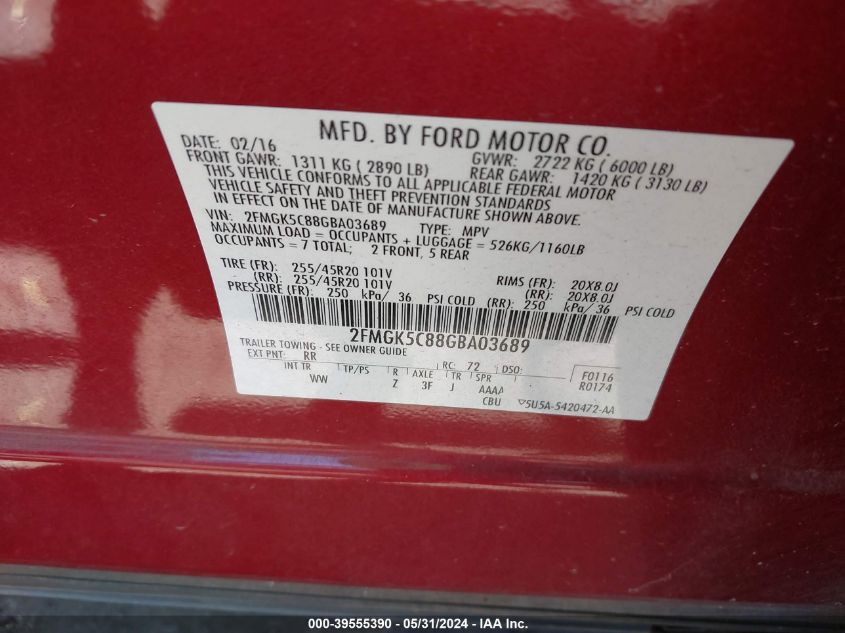 MFD. BY FORD MOTOR CO.
DATE: 02/16 GVWR: 2722 KG ( 6000 LB)
FRONT GAWR: 1311 KG ( 2890 LB) REAR GAWR: 1420 KG ( 3130 LB)
THIS VEHICLE CONFORMS TO ALL APPLICABLE FEDERAL MOTOR
VEHICLE SAFETY AND THEFT PREVENTION STANDARDS
IN EFFECT ON THE DATE OF MANUFACTURE SHOWN ABOVE.
VIN: 2FMGK5C88GBA03689 TYPE: MPV
MAXIMUM LOAD = OCCUPANTS + LUGGAGE = 526KG/1160LB
OCCUPANTS = 7 TOTAL; 2 FRONT, 5 REAR
TIRE (FR): 255/45R20 101V RIMS (FR): 20X8.0J
(RR): 255/45R20 101V (RR): 20X8.0J
PRESSURE (FR): 250 kPa/ 36 PSI COLD (RR): 250 kPa/ 36 PSI COLD
2FMGK5C88GBA03689
TRAILER TOWING - SEE OWNER GUIDE
EXT PNT: RR RC: 72 DSO: F0116
INT TR TP/PS R AXLE TR SPR R0174
WW Z 3F J AAAA
CBU ▽5U5A-5420472-AA
000-39555390 - 05/31/2024 - IAA Inc.